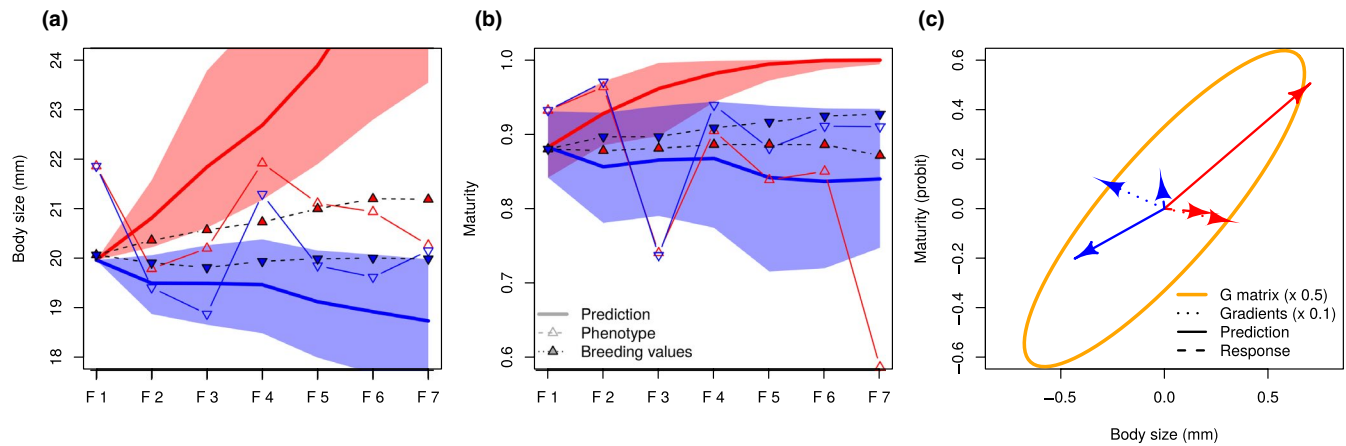 (a)
Body size (mm)
24
23
22
21
20
19
18
F 1 F 2 F 3 F 4 F 5 F 6 F 7
(b)
Maturity
1.0
0.9
0.8
0.7
0.6
Prediction
Phenotype
Breeding values
F 1 F 2 F 3 F 4 F 5 F 6 F 7
(c)
Maturity (probit)
0.6
0.4
0.2
0.0
−0.2
−0.4
−0.6
G matrix (x 0.5)
Gradients (x 0.1)
Prediction
Response
−0.5 0.0 0.5
Body size (mm)